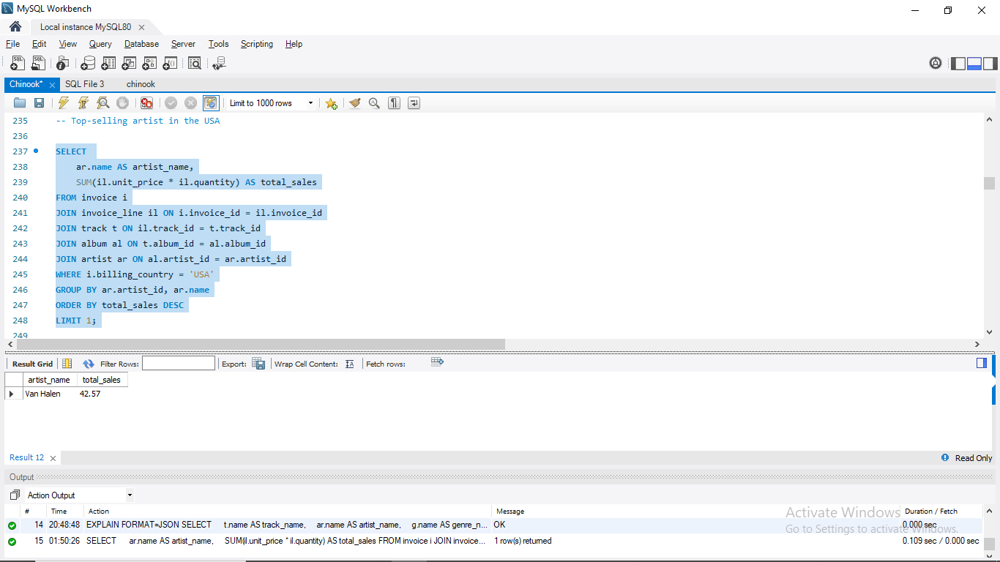 MySQL Workbench
Local instance MySQL80
File Edit View Query Database Server Tools Scripting Help
Chinook* SQL File 3 chinook
Limit to 1000 rows
235 -- Top-selling artist in the USA
236
237 SELECT
238 ar.name AS artist_name,
239 SUM(il.unit_price * il.quantity) AS total_sales
240 FROM invoice i
241 JOIN invoice_line il ON i.invoice_id = il.invoice_id
242 JOIN track t ON il.track_id = t.track_id
243 JOIN album al ON t.album_id = al.album_id
244 JOIN artist ar ON al.artist_id = ar.artist_id
245 WHERE i.billing_country = 'USA'
246 GROUP BY ar.artist_id, ar.name
247 ORDER BY total_sales DESC
248 LIMIT 1;
249
Result Grid Filter Rows: Export: Wrap Cell Content: Fetch rows:
artist_name total_sales
Van Halen 42.57
Result 12 Read Only
Output
Action Output
# Time Action Message Duration / Fetch
14 20:48:48 EXPLAIN FORMAT=JSON SELECT t.name AS track_name, ar.name AS artist_name, g.name AS genre_n... OK 0.000 sec
15 01:50:26 SELECT ar.name AS artist_name, SUM(il.unit_price * il.quantity) AS total_sales FROM invoice i JOIN invoice... 1 row(s) returned 0.109 sec / 0.000 sec
Activate Windows
Go to Settings to activate Windows.